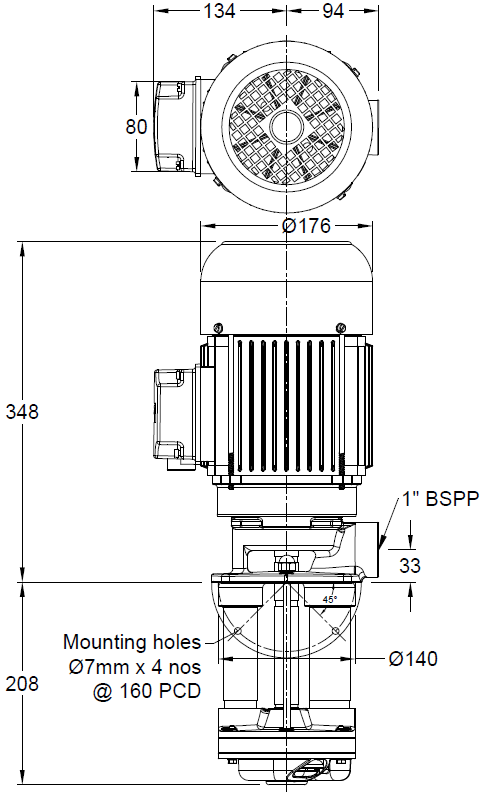 134
94
80
Ø176
348
1" BSPP
33
45°
Mounting holes
Ø7mm x 4 nos
@ 160 PCD
Ø140
208